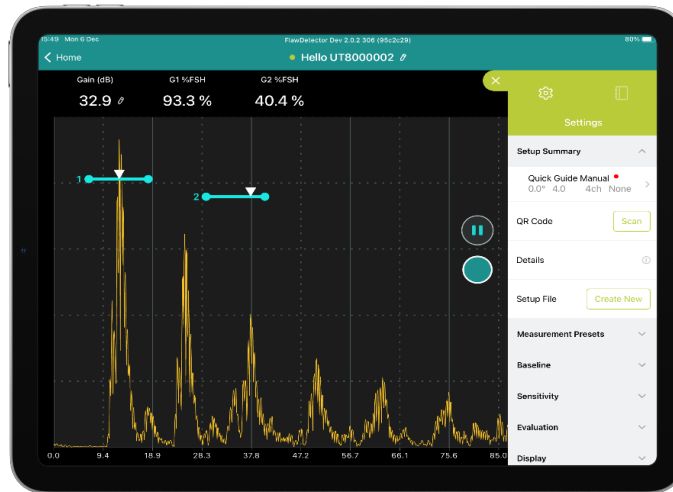 15:49 Mon 6 Dec
FlawDetector Dev 2.0.2 306 (95c2c29)
80%
Home
Hello UT8000002
Gain (dB) G1 %FSH G2 %FSH
32.9 93.3 % 40.4 %
Settings
Setup Summary
Quick Guide Manual
0.0° 4.0 4ch None
QR Code Scan
Details
Setup File Create New
Measurement Presets
Baseline
Sensitivity
Evaluation
Display
1
2
0.0 9.4 18.9 28.3 37.8 47.2 56.7 66.1 75.6 85.0